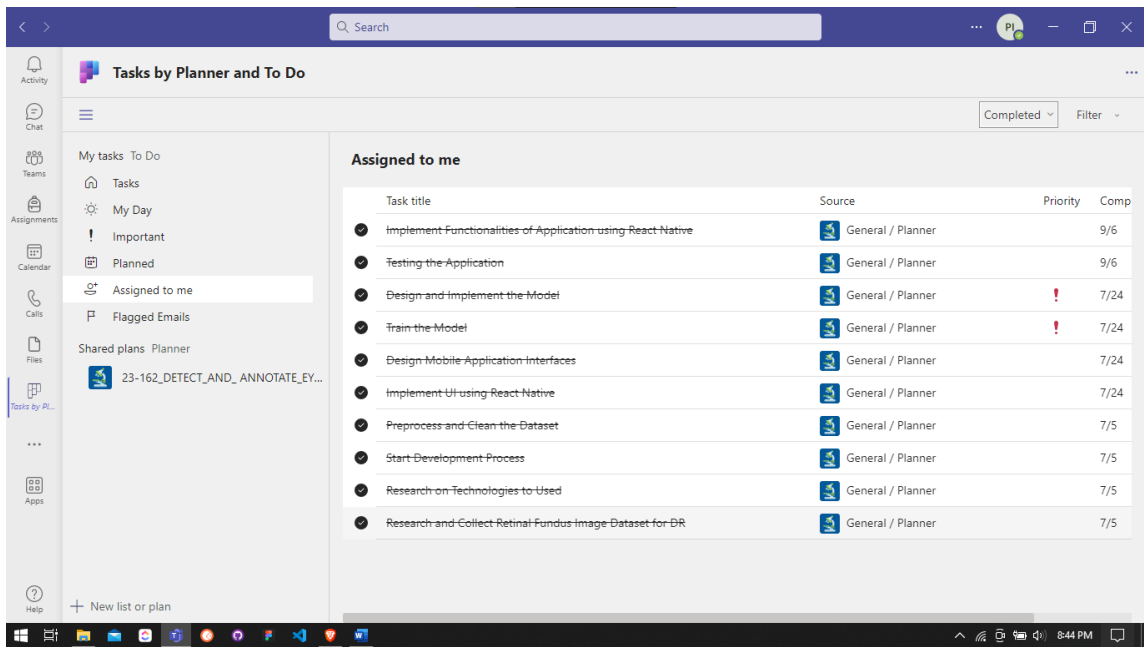 Search
PI
Activity
Chat
Teams
Assignments
Calendar
Calls
Files
Tasks by Pl...
Apps
Help
Tasks by Planner and To Do
Completed
Filter
My tasks To Do
Tasks
My Day
Important
Planned
Assigned to me
Flagged Emails
Shared plans Planner
23-162_DETECT_AND_ ANNOTATE_EY...
New list or plan
Assigned to me
Task title Source Priority Comp
Implement Functionalities of Application using React Native General / Planner 9/6
Testing the Application General / Planner 9/6
Design and Implement the Model General / Planner 7/24
Train the Model General / Planner 7/24
Design Mobile Application Interfaces General / Planner 7/24
Implement UI using React Native General / Planner 7/24
Preprocess and Clean the Dataset General / Planner 7/5
Start Development Process General / Planner 7/5
Research on Technologies to Used General / Planner 7/5
Research and Collect Retinal Fundus Image Dataset for DR General / Planner 7/5
8:44 PM